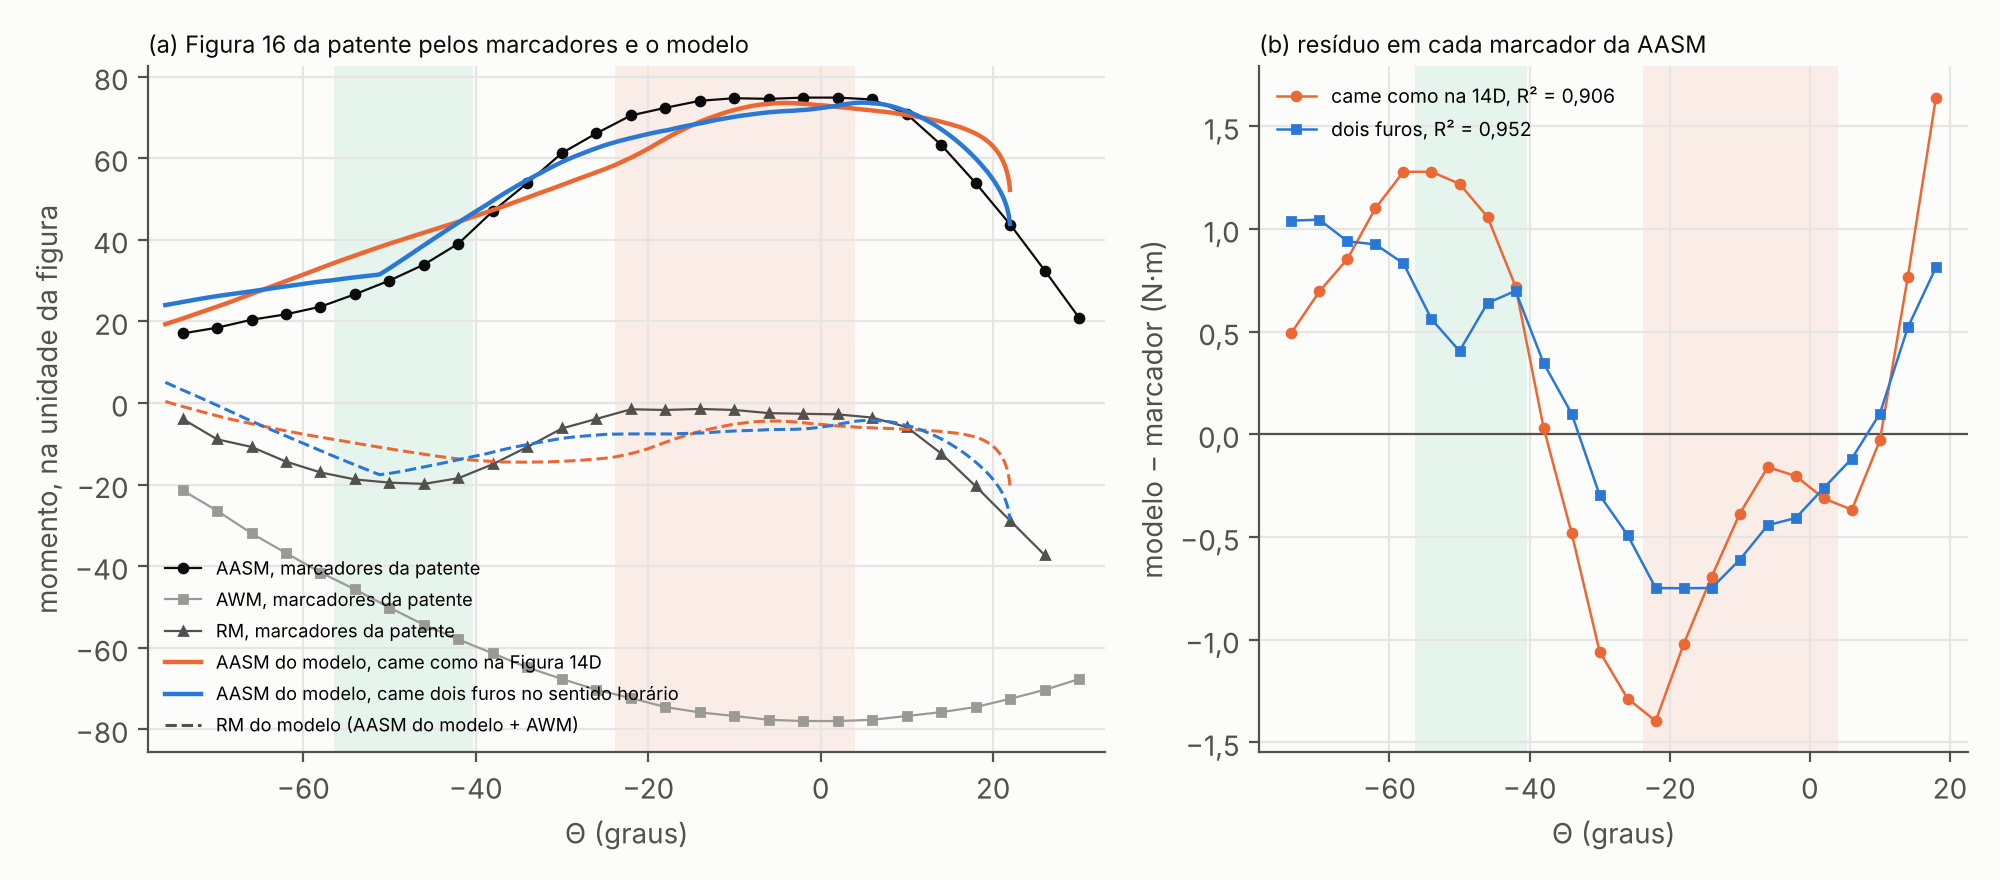 (a) Figura 16 da patente pelos marcadores e o modelo
momento, na unidade da figura
80
60
40
20
0
−20
−40
−60
−80
AASM, marcadores da patente
AWM, marcadores da patente
RM, marcadores da patente
AASM do modelo, came como na Figura 14D
AASM do modelo, came dois furos no sentido horário
RM do modelo (AASM do modelo + AWM)
−60
−40
−20
0
20
Θ (graus)
(b) resíduo em cada marcador da AASM
modelo − marcador (N·m)
came como na 14D, R² = 0,906
dois furos, R² = 0,952
1,5
1,0
0,5
0,0
−0,5
−1,0
−1,5
−60
−40
−20
0
20
Θ (graus)